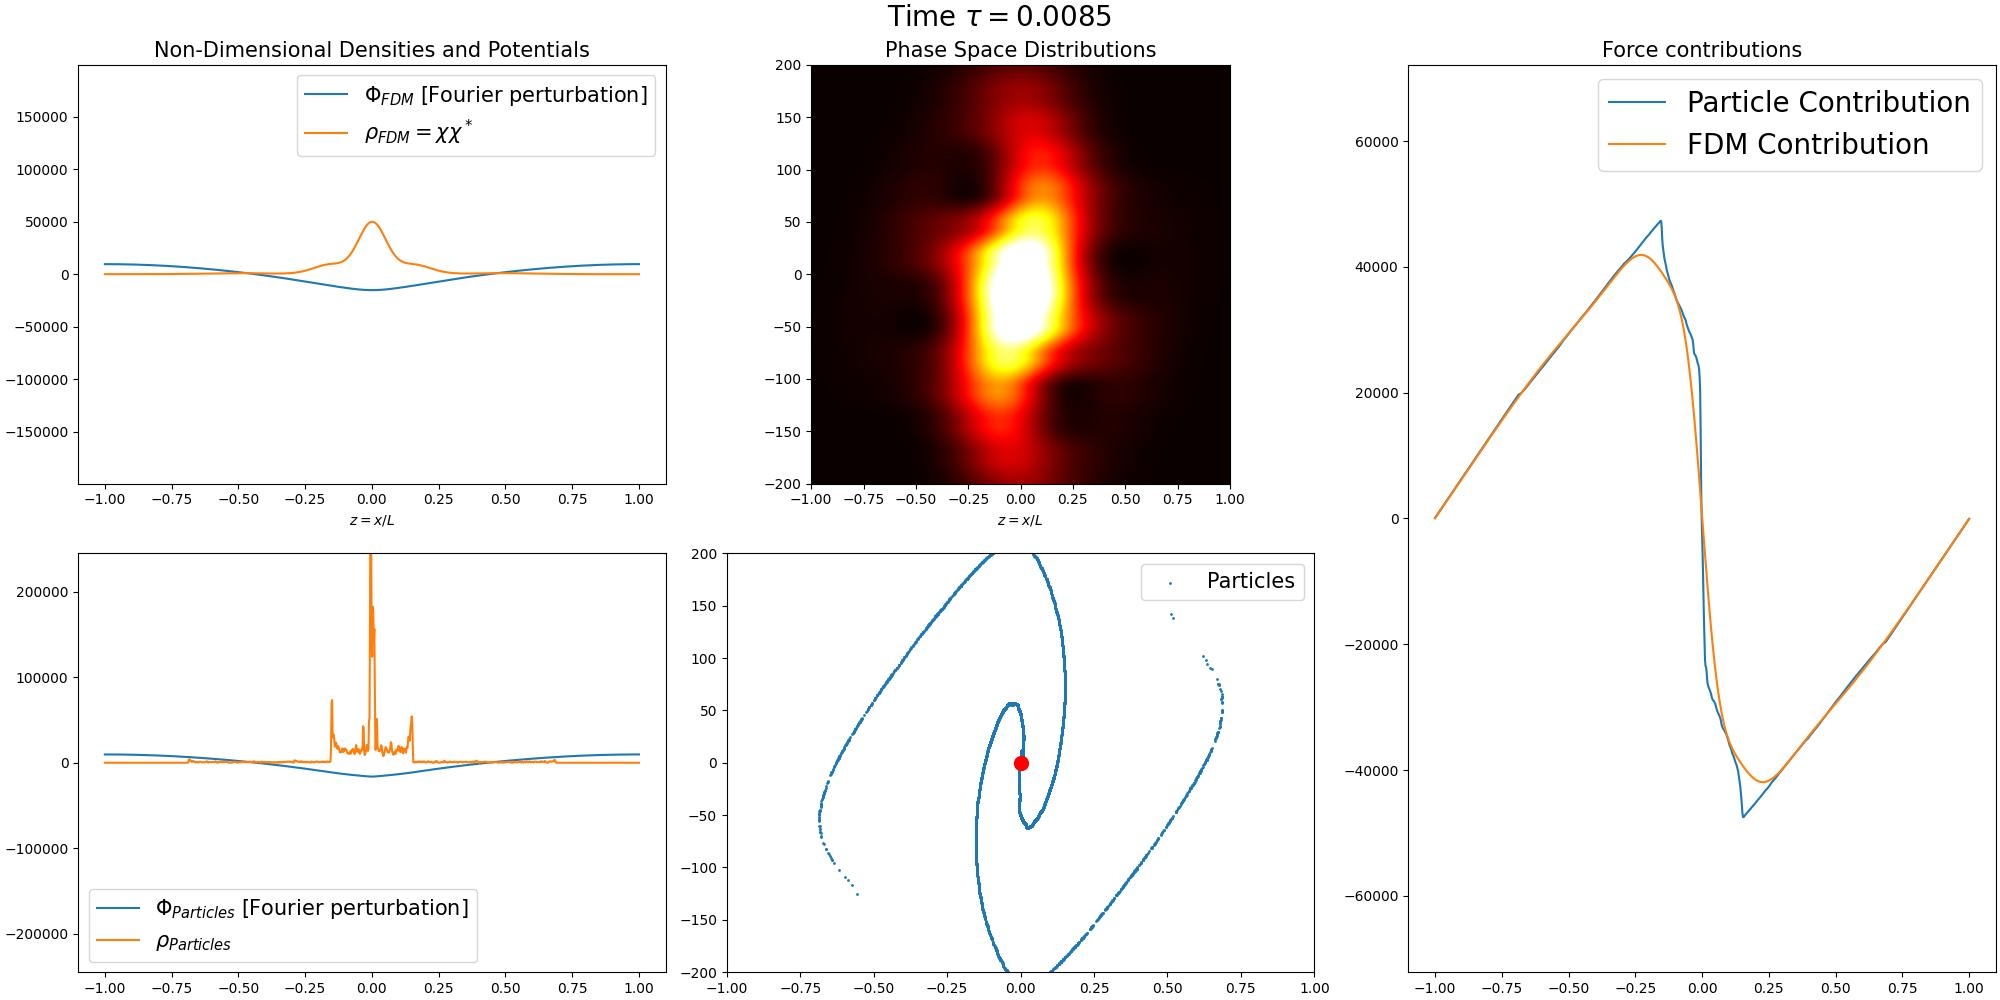 Time τ = 0.0085
Non-Dimensional Densities and Potentials
Φ_FDM [Fourier perturbation]
ρ_FDM = χχ*
150000
100000
50000
0
−50000
−100000
−150000
−1.00 −0.75 −0.50 −0.25 0.00 0.25 0.50 0.75 1.00
z = x/L
Phase Space Distributions
200
150
100
50
0
−50
−100
−150
−200
−1.00 −0.75 −0.50 −0.25 0.00 0.25 0.50 0.75 1.00
z = x/L
Force contributions
Particle Contribution
FDM Contribution
60000
40000
20000
0
−20000
−40000
−60000
−1.00 −0.75 −0.50 −0.25 0.00 0.25 0.50 0.75 1.00
200000
100000
0
−100000
−200000
Φ_Particles [Fourier perturbation]
ρ_Particles
−1.00 −0.75 −0.50 −0.25 0.00 0.25 0.50 0.75 1.00
Particles
200
150
100
50
0
−50
−100
−150
−200
−1.00 −0.75 −0.50 −0.25 0.00 0.25 0.50 0.75 1.00